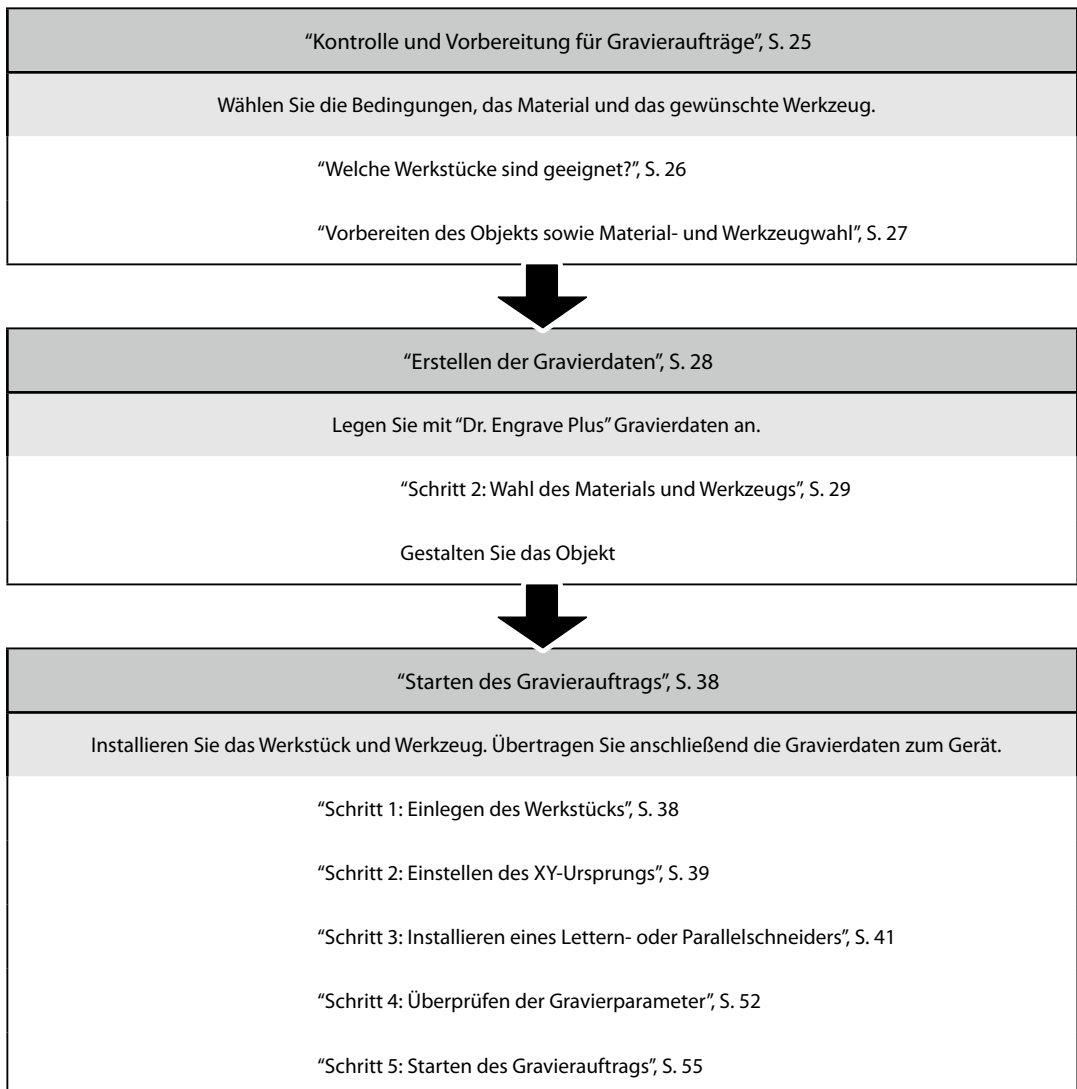 “Kontrolle und Vorbereitung für Gravieraufträge”, S. 25
Wählen Sie die Bedingungen, das Material und das gewünschte Werkzeug.
“Welche Werkstücke sind geeignet?”, S. 26
“Vorbereiten des Objekts sowie Material- und Werkzeugwahl”, S. 27
“Erstellen der Gravierdaten”, S. 28
Legen Sie mit “Dr. Engrave Plus” Gravierdaten an.
“Schritt 2: Wahl des Materials und Werkzeugs”, S. 29
Gestalten Sie das Objekt
“Starten des Gravierauftrags”, S. 38
Installieren Sie das Werkstück und Werkzeug. Übertragen Sie anschließend die Gravierdaten zum Gerät.
“Schritt 1: Einlegen des Werkstücks”, S. 38
“Schritt 2: Einstellen des XY-Ursprungs”, S. 39
“Schritt 3: Installieren eines Lettern- oder Parallelschneiders”, S. 41
“Schritt 4: Überprüfen der Gravierparameter”, S. 52
“Schritt 5: Starten des Gravierauftrags”, S. 55